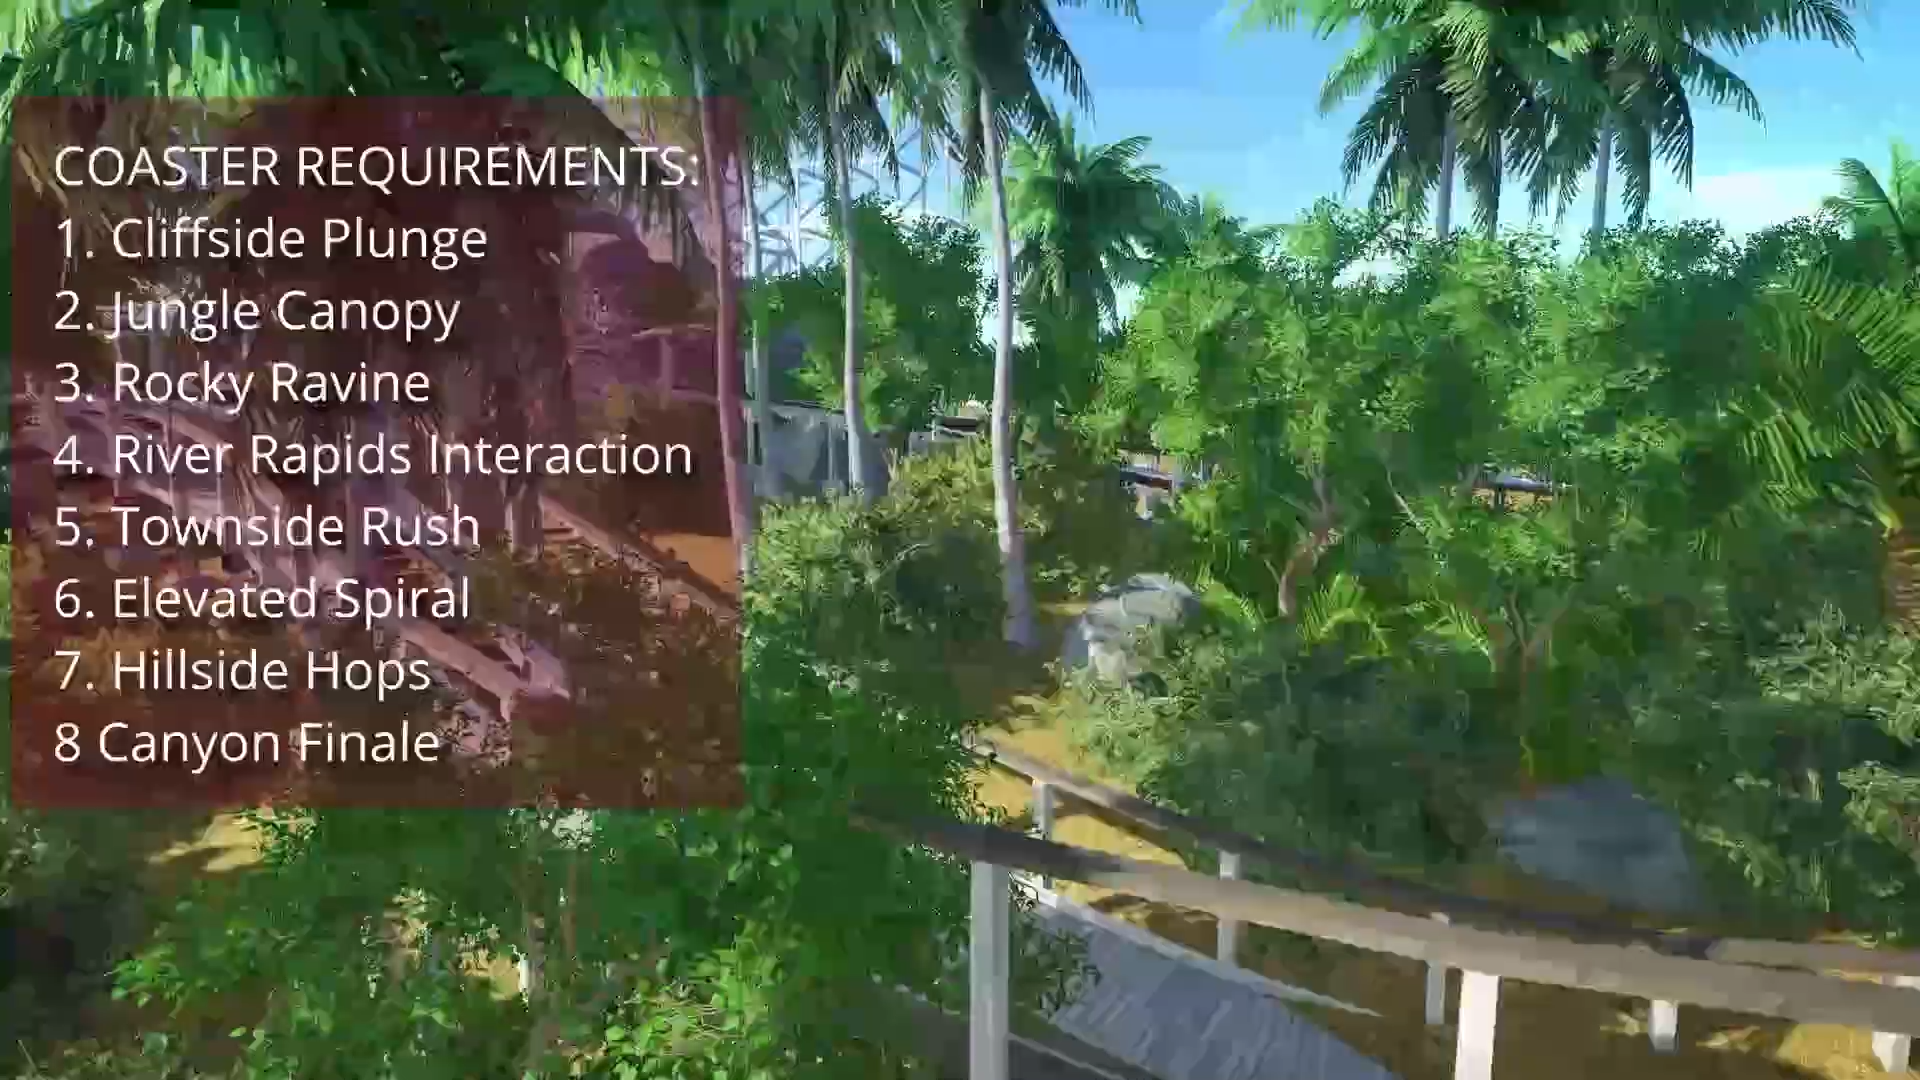 COASTER REQUIREMENTS:
1. Cliffside Plunge
2. Jungle Canopy
3. Rocky Ravine
4. River Rapids Interaction
5. Townside Rush
6. Elevated Spiral
7. Hillside Hops
8 Canyon Finale